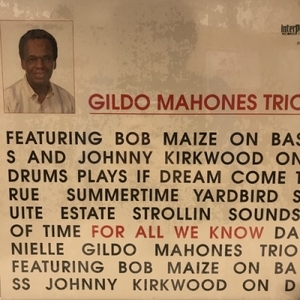 GILDO MAHONES TRIO
FEATURING BOB MAIZE ON BAS
S AND JOHNNY KIRKWOOD ON
DRUMS PLAYS IF DREAM COME T
RUE SUMMERTIME YARDBIRD S
UITE ESTATE STROLLIN SOUNDS
OF TIME FOR ALL WE KNOW DA
NIELLE GILDO MAHONES TRIO
FEATURING BOB MAIZE ON BA
SS JOHNNY KIRKWOOD ON D